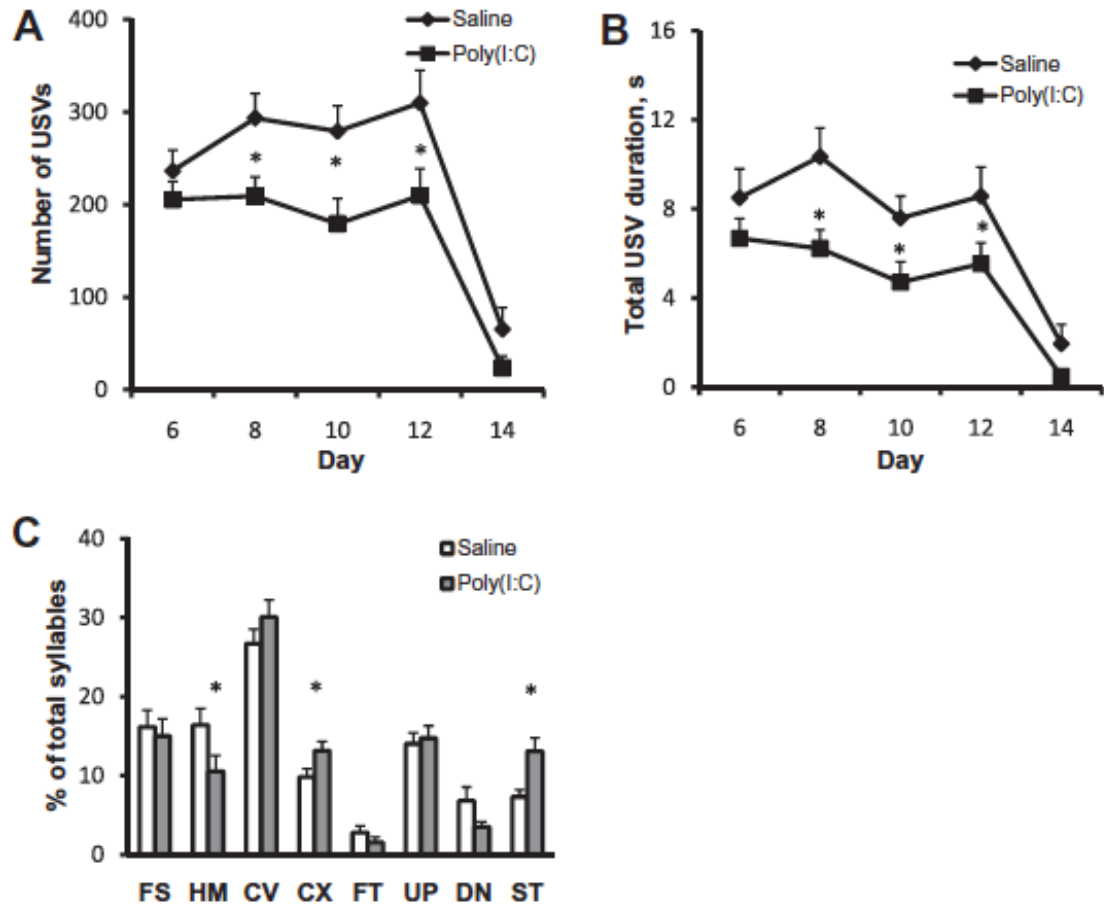 A
400
300
200
100
0
Number of USVs
Saline
Poly(I:C)
*
*
*
6 8 10 12 14
Day
B
16
12
8
4
0
Total USV duration, s
Saline
Poly(I:C)
*
*
*
6 8 10 12 14
Day
C
40
30
20
10
0
% of total syllables
Saline
Poly(I:C)
* * *
FS HM CV CX FT UP DN ST